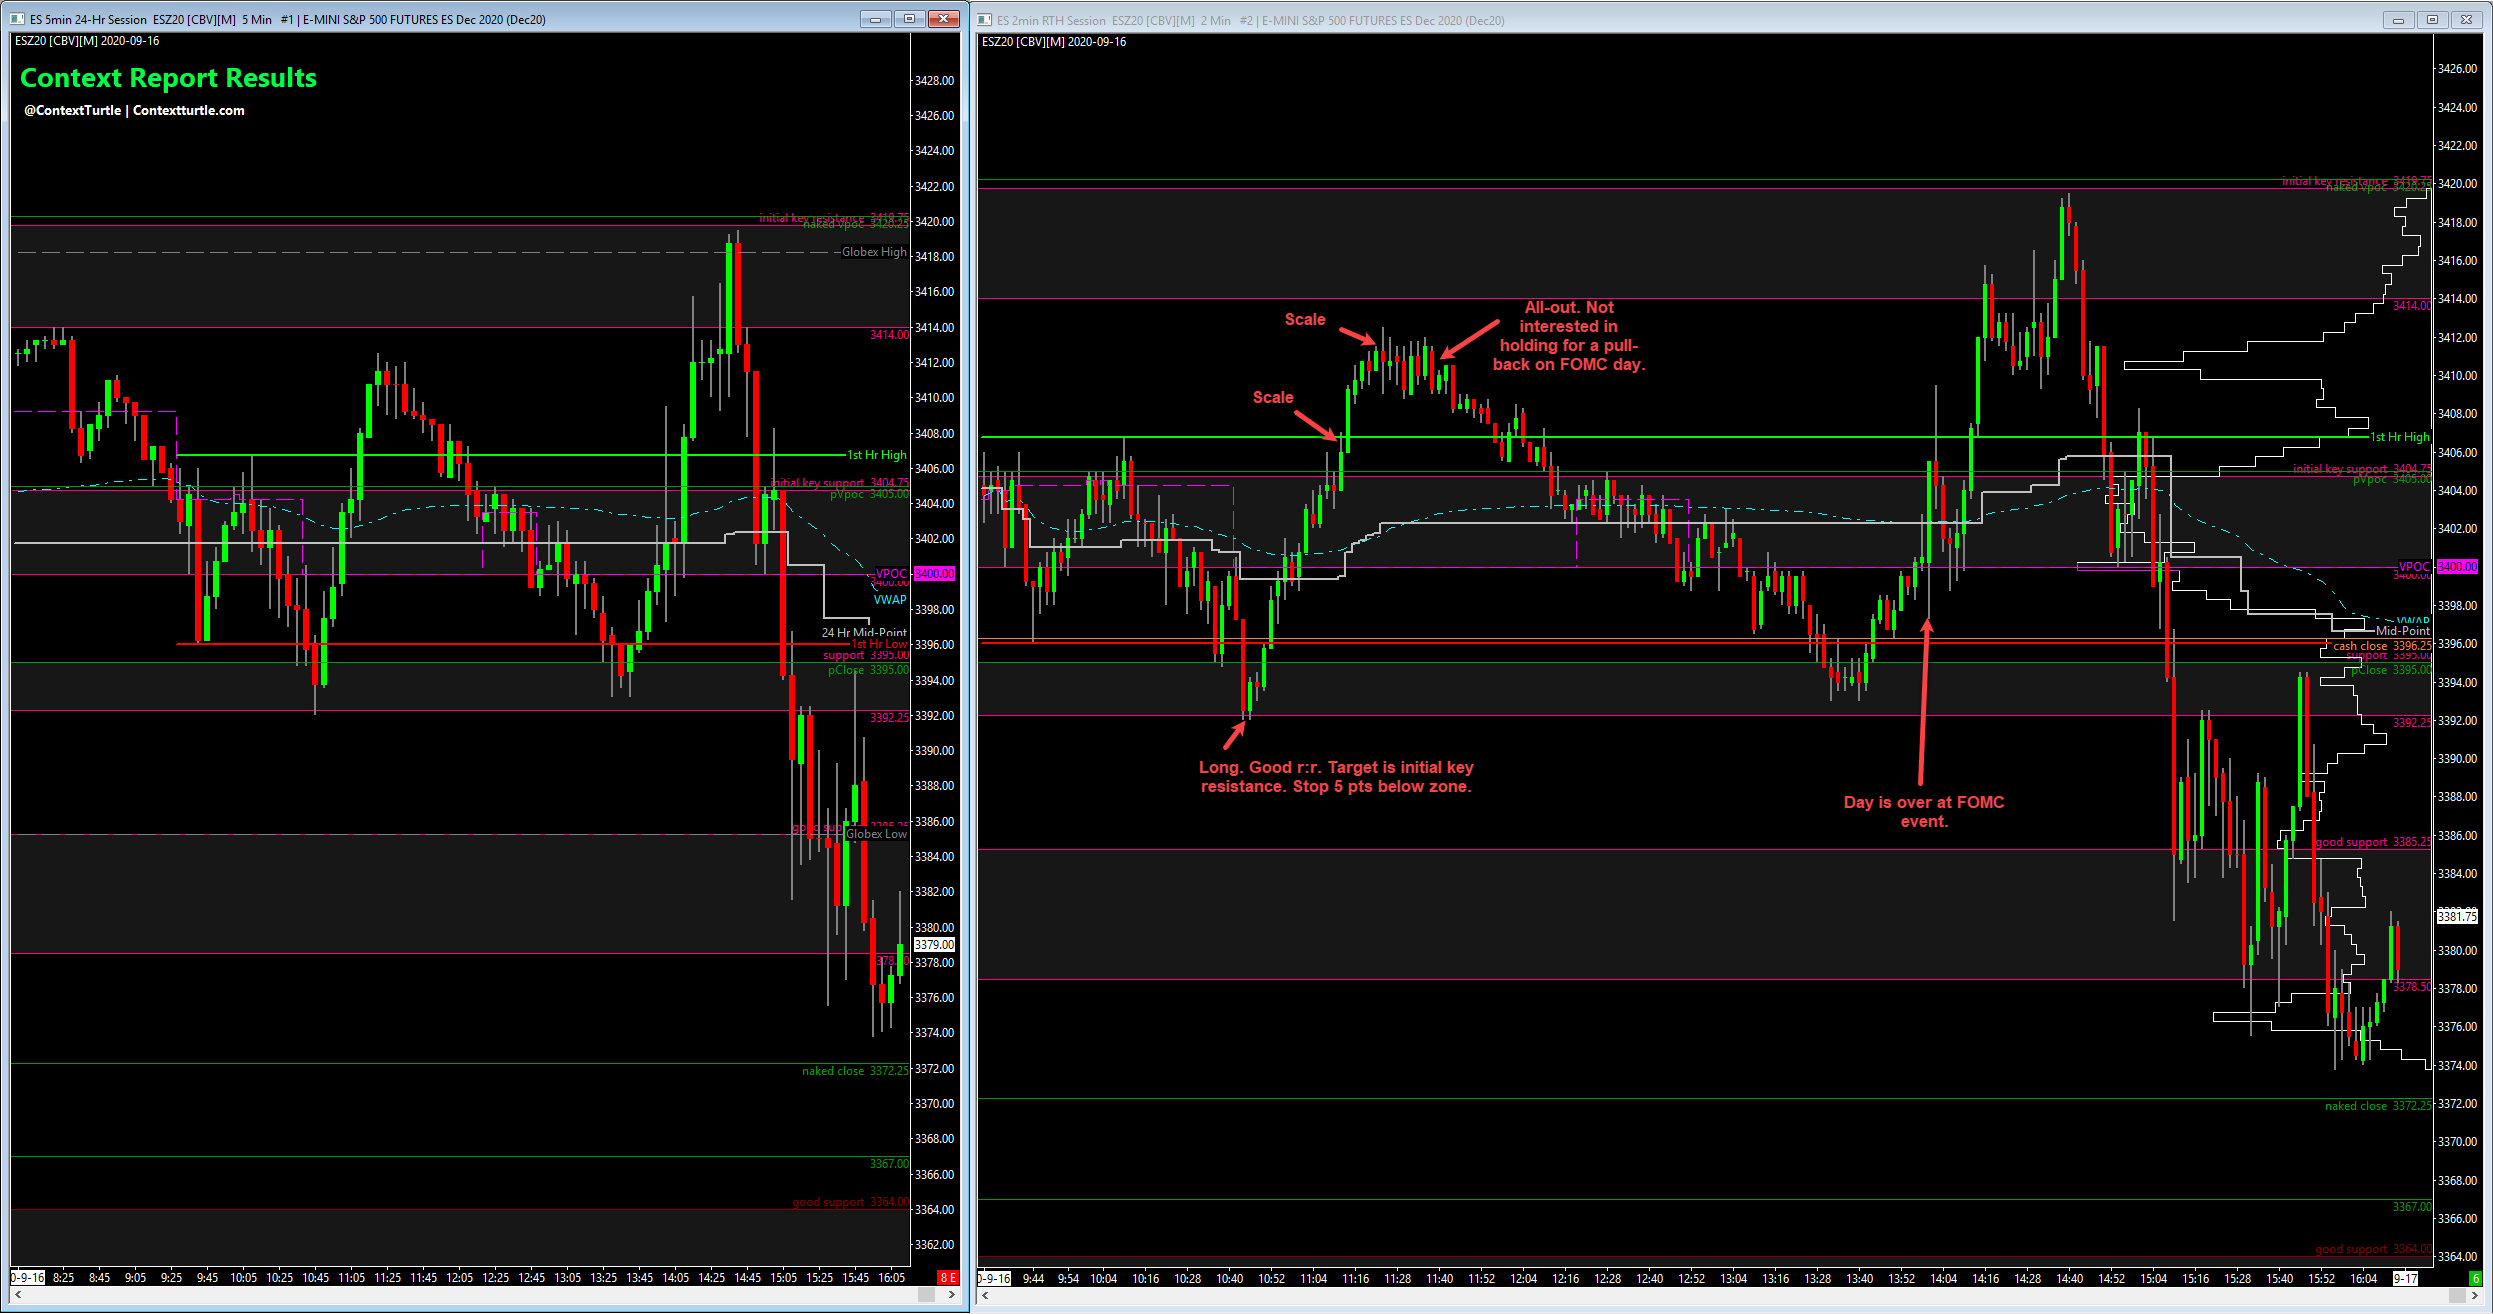 ES 5min 24-Hr Session ESZ20 [CBV][M] 5 Min #1 | E-MINI S&P 500 FUTURES ES Dec 2020 (Dec20)
ESZ20 [CBV][M] 2020-09-16
Context Report Results
@ContextTurtle | Contextturtle.com
3428.00
3426.00
3424.00
3422.00
3420.00
3418.00
3416.00
3414.00
3412.00
3410.00
3408.00
3406.00
3404.00
3402.00
3400.00
3398.00
3396.00
3394.00
3392.00
3390.00
3388.00
3386.00
3384.00
3382.00
3380.00
3379.00
3378.00
3376.00
3374.00
3372.00
3370.00
3368.00
3366.00
3364.00
3362.00
initial key resistance 3419.75
naked vpoc 3420.25
Globex High
3414.00
1st Hr High
initial key support 3404.75
pVpoc 3405.00
VPOC
3400.00
VWAP
24 Hr Mid-Point
1st Hr Low
support 3395.00
pClose 3395.00
3392.25
Globex Low
naked close 3372.25
3367.00
good support 3364.00
0-9-16 8:25 8:45 9:05 9:25 9:45 10:05 10:25 10:45 11:05 11:25 11:45 12:05 12:25 12:45 13:05 13:25 13:45 14:05 14:25 14:45 15:05 15:25 15:45 16:05
8 E
ES 2min RTH Session ESZ20 [CBV][M] 2 Min #2 | E-MINI S&P 500 FUTURES ES Dec 2020 (Dec20)
ESZ20 [CBV][M] 2020-09-16
3426.00
3424.00
3422.00
3420.00
3418.00
3416.00
3414.00
3412.00
3410.00
3408.00
3406.00
3404.00
3402.00
3400.00
3398.00
3396.00
3394.00
3392.00
3390.00
3388.00
3386.00
3384.00
3381.75
3380.00
3378.00
3376.00
3374.00
3372.00
3370.00
3368.00
3366.00
3364.00
initial key resistance 3419.75
naked vpoc 3420.25
3414.00
Scale
Scale
All-out. Not
interested in
holding for a pull-
back on FOMC day.
1st Hr High
initial key support 3404.75
pVpoc 3405.00
VPOC
3400.00
VWAP
Mid-Point
cash close 3396.25
support 3395.00
pClose 3395.00
3392.25
Long. Good r:r. Target is initial key
resistance. Stop 5 pts below zone.
Day is over at FOMC
event.
good support 3385.25
3378.50
naked close 3372.25
3367.00
good support 3364.00
0-9-16 9:44 9:54 10:04 10:16 10:28 10:40 10:52 11:04 11:16 11:28 11:40 11:52 12:04 12:16 12:28 12:40 12:52 13:04 13:16 13:28 13:40 13:52 14:04 14:16 14:28 14:40 14:52 15:04 15:16 15:28 15:40 15:52 16:04 9-17
6